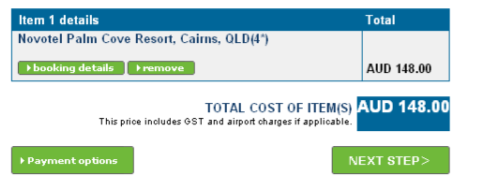 Item 1 details Total
Novotel Palm Cove Resort, Cairns, QLD(4*)
booking details remove AUD 148.00
TOTAL COST OF ITEM(S) AUD 148.00
This price includes GST and airport charges if applicable.
Payment options NEXT STEP>